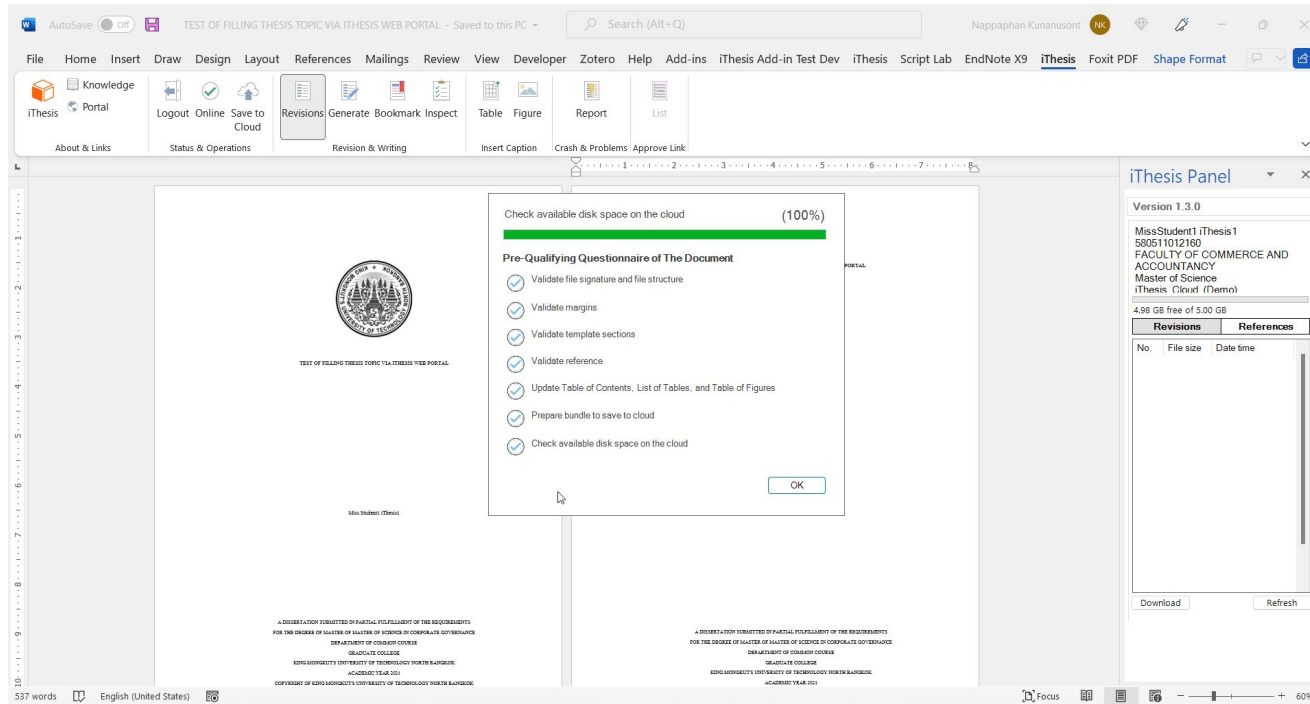 AutoSave Off TEST OF FILLING THESIS TOPIC VIA ITHESIS WEB PORTAL - Saved to this PC Search (Alt+Q) Nappaphan Kunanusont NK
File Home Insert Draw Design Layout References Mailings Review View Developer Zotero Help Add-ins iThesis Add-in Test Dev iThesis Script Lab EndNote X9 iThesis Foxit PDF Shape Format
iThesis Knowledge Portal Logout Online Save to Cloud Revisions Generate Bookmark Inspect Table Figure Report List
About & Links Status & Operations Revision & Writing Insert Caption Crash & Problems Approve Link
1 2 3 4 5 6 7 8
TEST OF FILLING THESIS TOPIC VIA ITHESIS WEB PORTAL
Miss Student1 iThesis1
A DISSERTATION SUBMITTED IN PARTIAL FULFILLMENT OF THE REQUIREMENTS
FOR THE DEGREE OF MASTER OF MASTER OF SCIENCE IN CORPORATE GOVERNANCE
DEPARTMENT OF COMMON COURSE
GRADUATE COLLEGE
KING MONGKUT'S UNIVERSITY OF TECHNOLOGY NORTH BANGKOK
ACADEMIC YEAR 2021
COPYRIGHT OF KING MONGKUT'S UNIVERSITY OF TECHNOLOGY NORTH BANGKOK
Check available disk space on the cloud (100%)
Pre-Qualifying Questionnaire of The Document
Validate file signature and file structure
Validate margins
Validate template sections
Validate reference
Update Table of Contents, List of Tables, and Table of Figures
Prepare bundle to save to cloud
Check available disk space on the cloud
OK
PORTAL
A DISSERTATION SUBMITTED IN PARTIAL FULFILLMENT OF THE REQUIREMENTS
FOR THE DEGREE OF MASTER OF MASTER OF SCIENCE IN CORPORATE GOVERNANCE
DEPARTMENT OF COMMON COURSE
GRADUATE COLLEGE
KING MONGKUT'S UNIVERSITY OF TECHNOLOGY NORTH BANGKOK
ACADEMIC YEAR 2021
iThesis Panel
Version 1.3.0
MissStudent1 iThesis1
580511012160
FACULTY OF COMMERCE AND
ACCOUNTANCY
Master of Science
iThesis Cloud (Demo)
4.98 GB free of 5.00 GB
Revisions References
No. File size Date time
Download Refresh
537 words English (United States) Focus 60%